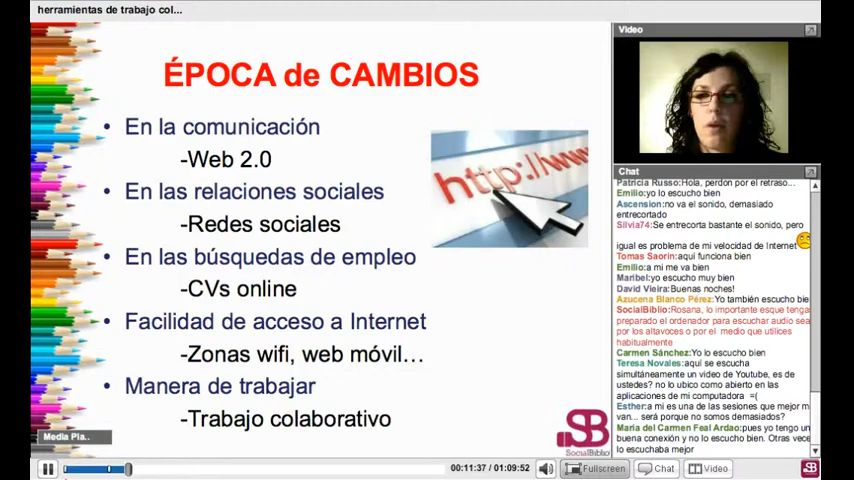 herramientas de trabajo col...
ÉPOCA de CAMBIOS
• En la comunicación
-Web 2.0
• En las relaciones sociales
-Redes sociales
• En las búsquedas de empleo
-CVs online
• Facilidad de acceso a Internet
-Zonas wifi, web móvil…
• Manera de trabajar
-Trabajo colaborativo
http://www
SB
SocialBiblio
Media Pla..
00:11:37 / 01:09:52
Fullscreen
Chat
Video
SB
Video
Chat
Patricia Russo:Hola, perdon por el retraso...
Emilio:yo lo escucho bien
Ascension:no va el sonido, demasiado
entrecortado
Silvia74:Se entrecorta bastante el sonido, pero
igual es problema de mi velocidad de Internet
Tomas Saorin:aquí funciona bien
Emilio:a mi me va bien
Maribel:yo escucho muy bien
David Vieira:Buenas noches!
Azucena Blanco Pérez:Yo también escucho bie
SocialBiblio:Rosana, lo importante esque tenga
preparado el ordenador para escuchar audio sea
por los altavoces o por el medio que utilices
habitualmente
Carmen Sánchez:Yo lo escucho bien
Teresa Novales:aquí se escucha
simultáneamente un video de Youtube, es de
ustedes? no lo ubico como abierto en las
aplicaciones de mi computadora =(
Esther:a mi es una de las sesiones que mejor m
van... será porque no somos demasiados?
María del Carmen Feal Ardao:pues yo tengo un
buena conexión y no lo escucho bien. Otras vece
lo escuchaba mejor